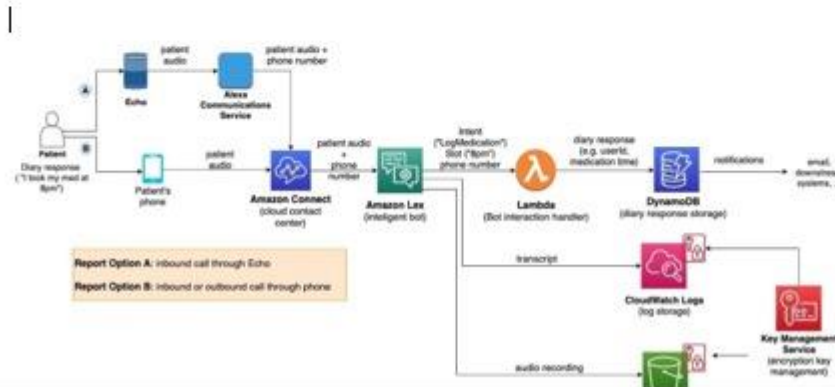 patient
audio
patient audio +
phone number
A
Echo
Alexa
Communications
Service
Patient
B
Diary response
("I took my med at
8pm")
Patient's
phone
patient
audio
Amazon Connect
(cloud contact
center)
patient audio
+
phone
number
Amazon Lex
(inteligent bot)
Intent
("LogMedication")
Slot ("8pm")
phone number
Lambda
(Bot interaction handler)
diary response
(e.g. userId,
medication time)
DynamoDB
(diary response storage)
notifications
email,
downstream
systems,
Report Option A: inbound call through Echo
Report Option B: inbound or outbound call through phone
transcript
CloudWatch Logs
(log storage)
Key Management
Service
(encryption key
management)
audio recording